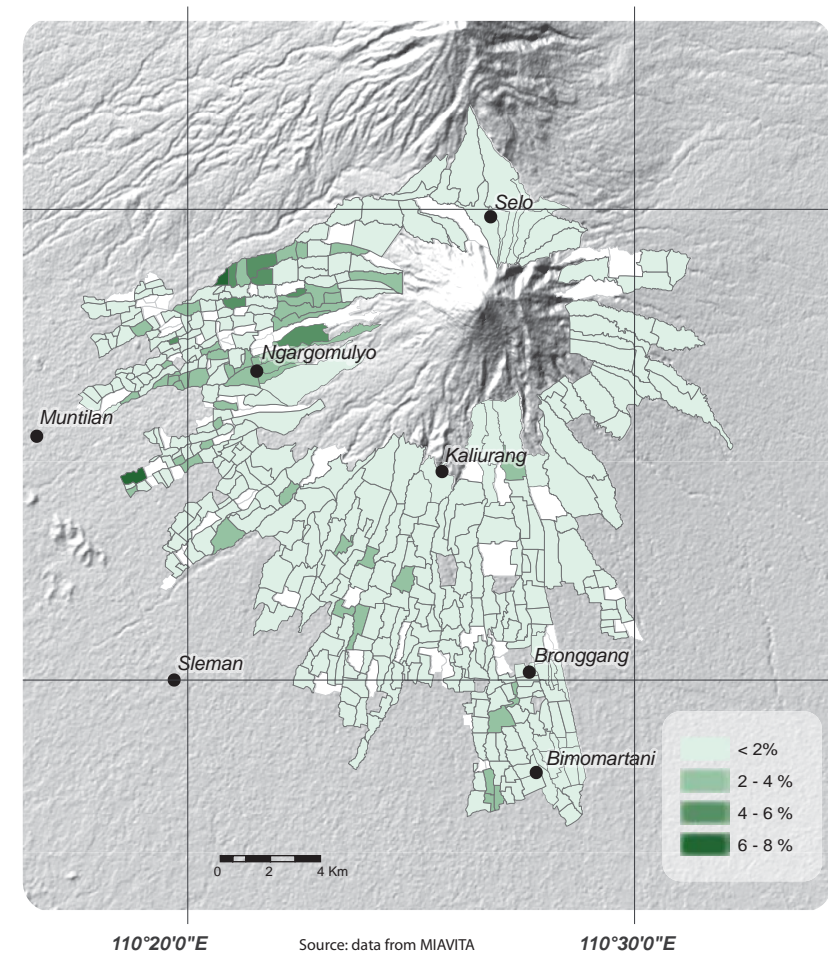 Selo
Ngargomulyo
Muntilan
Kaliurang
Sleman
Bronggang
Bimomartani
< 2%
2 - 4 %
4 - 6 %
6 - 8 %
0 2 4 Km
110°20'0"E Source: data from MIAVITA 110°30'0"E